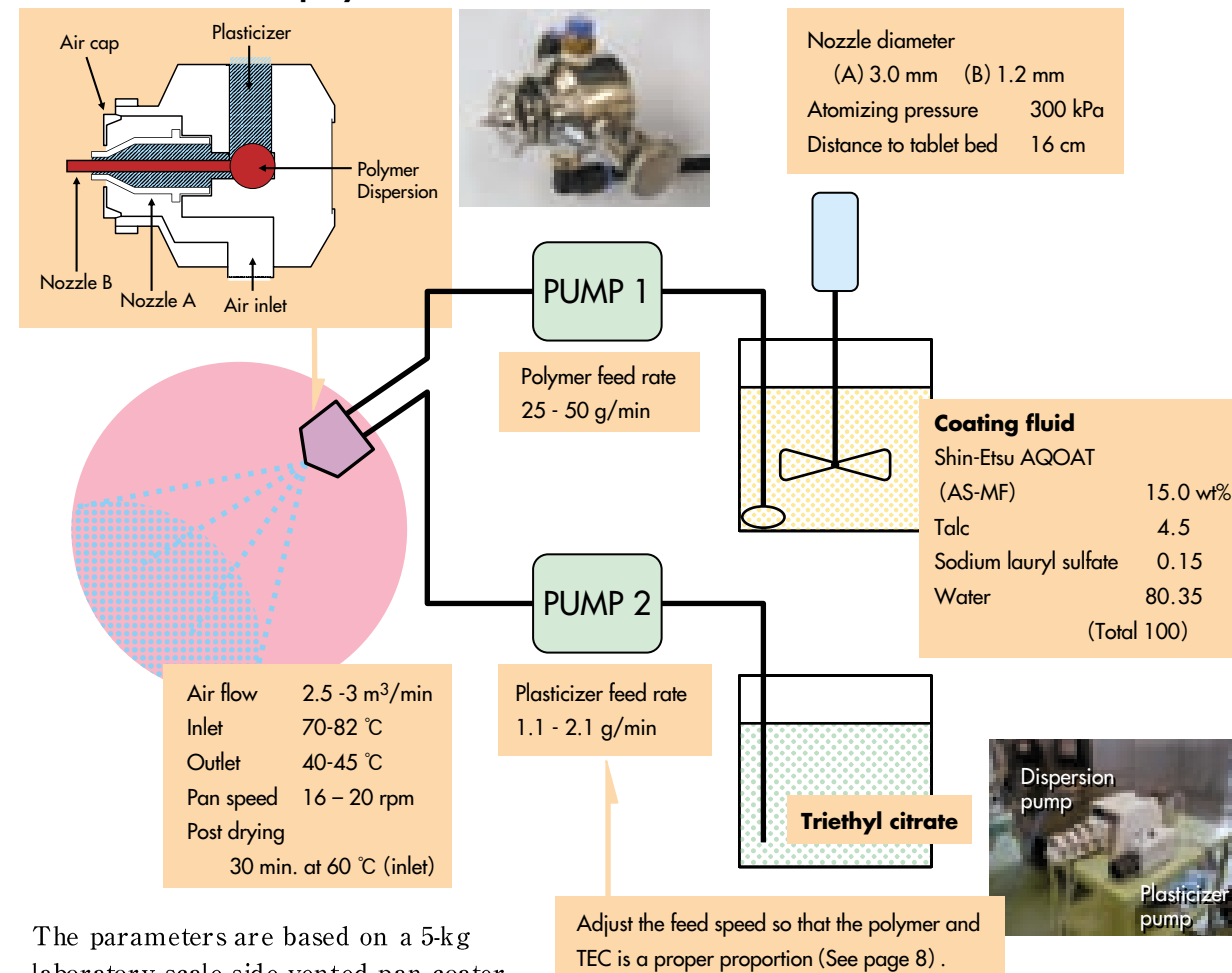 Air cap
Plasticizer
Polymer
Dispersion
Nozzle B
Nozzle A
Air inlet
Nozzle diameter
(A) 3.0 mm (B) 1.2 mm
Atomizing pressure 300 kPa
Distance to tablet bed 16 cm
PUMP 1
Polymer feed rate
25 - 50 g/min
Coating fluid
Shin-Etsu AQOAT
(AS-MF) 15.0 wt%
Talc 4.5
Sodium lauryl sulfate 0.15
Water 80.35
(Total 100)
PUMP 2
Plasticizer feed rate
1.1 - 2.1 g/min
Air flow 2.5 -3 m³/min
Inlet 70-82 ℃
Outlet 40-45 ℃
Pan speed 16 – 20 rpm
Post drying
30 min. at 60 ℃ (inlet)
Triethyl citrate
Dispersion
pump
Plasticizer
pump
Adjust the feed speed so that the polymer and
TEC is a proper proportion (See page 8) .
The parameters are based on a 5-kg
laboratory scale side vented pan coater